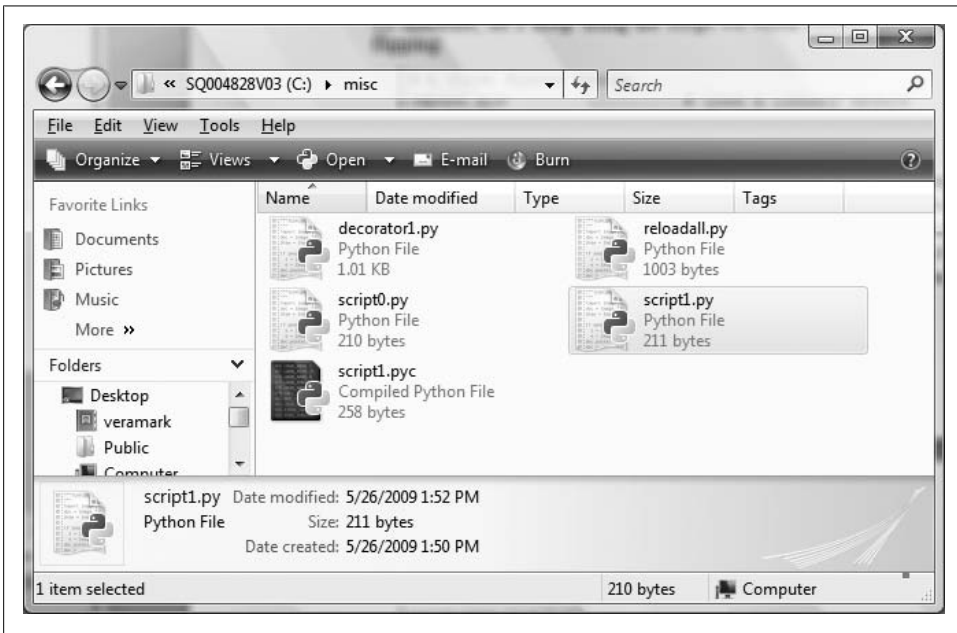 flipping
« SQ004828V03 (C:) ▸ misc
Search
File Edit View Tools Help
Organize Views Open E-mail Burn
Favorite Links
Documents
Pictures
Music
More »
Folders
Desktop
veramark
Public
Computer
Name Date modified Type Size Tags
decorator1.py
Python File
1.01 KB
reloadall.py
Python File
1003 bytes
script0.py
Python File
210 bytes
script1.py
Python File
211 bytes
script1.pyc
Compiled Python File
258 bytes
script1.py Date modified: 5/26/2009 1:52 PM
Python File Size: 211 bytes
Date created: 5/26/2009 1:50 PM
1 item selected 210 bytes Computer